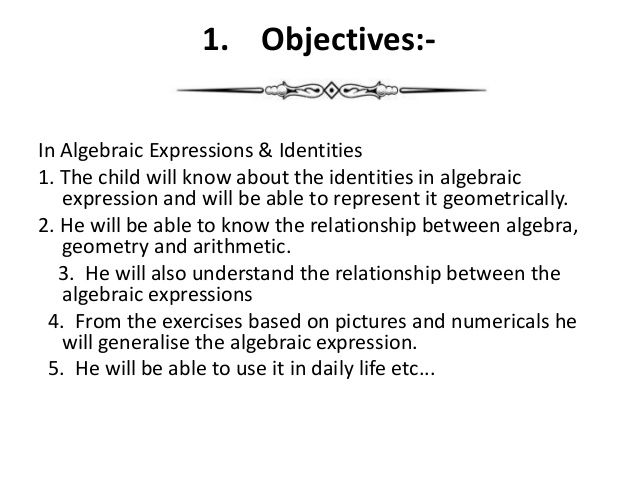 1. Objectives:-
In Algebraic Expressions & Identities
1. The child will know about the identities in algebraic
expression and will be able to represent it geometrically.
2. He will be able to know the relationship between algebra,
geometry and arithmetic.
3. He will also understand the relationship between the
algebraic expressions
4. From the exercises based on pictures and numericals he
will generalise the algebraic expression.
5. He will be able to use it in daily life etc...